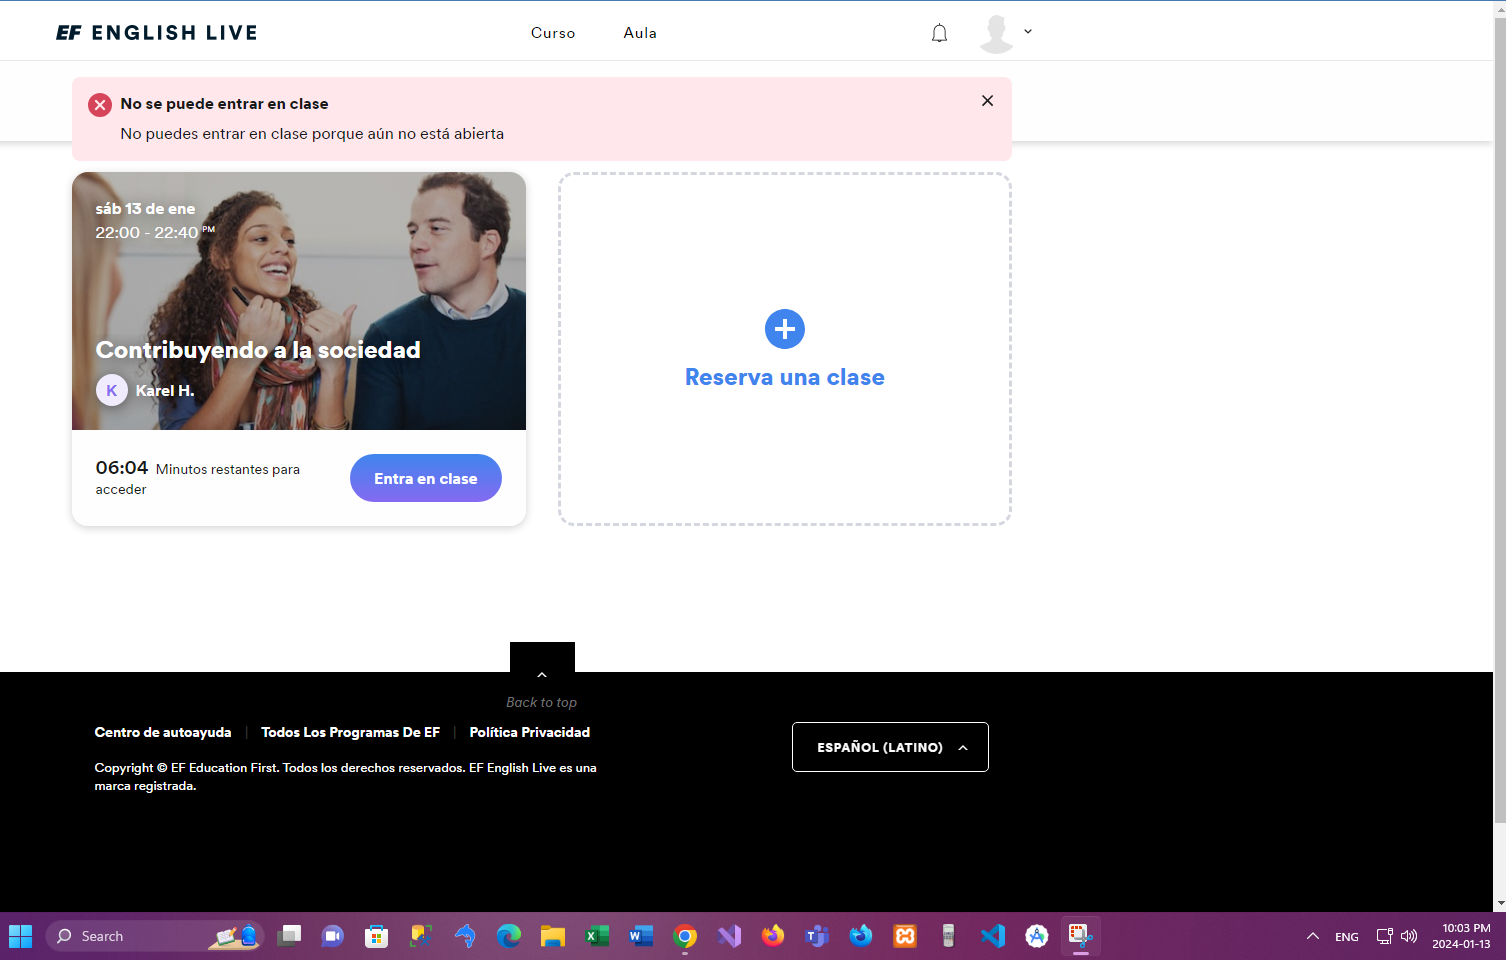 EF ENGLISH LIVE
Curso
Aula
No se puede entrar en clase
No puedes entrar en clase porque aún no está abierta
sáb 13 de ene
22:00 - 22:40 PM
Contribuyendo a la sociedad
K
Karel H.
06:04 Minutos restantes para
acceder
Entra en clase
Reserva una clase
Back to top
Centro de autoayuda
Todos Los Programas De EF
Política Privacidad
Copyright © EF Education First. Todos los derechos reservados. EF English Live es una
marca registrada.
ESPAÑOL (LATINO)
Search
ENG
10:03 PM
2024-01-13